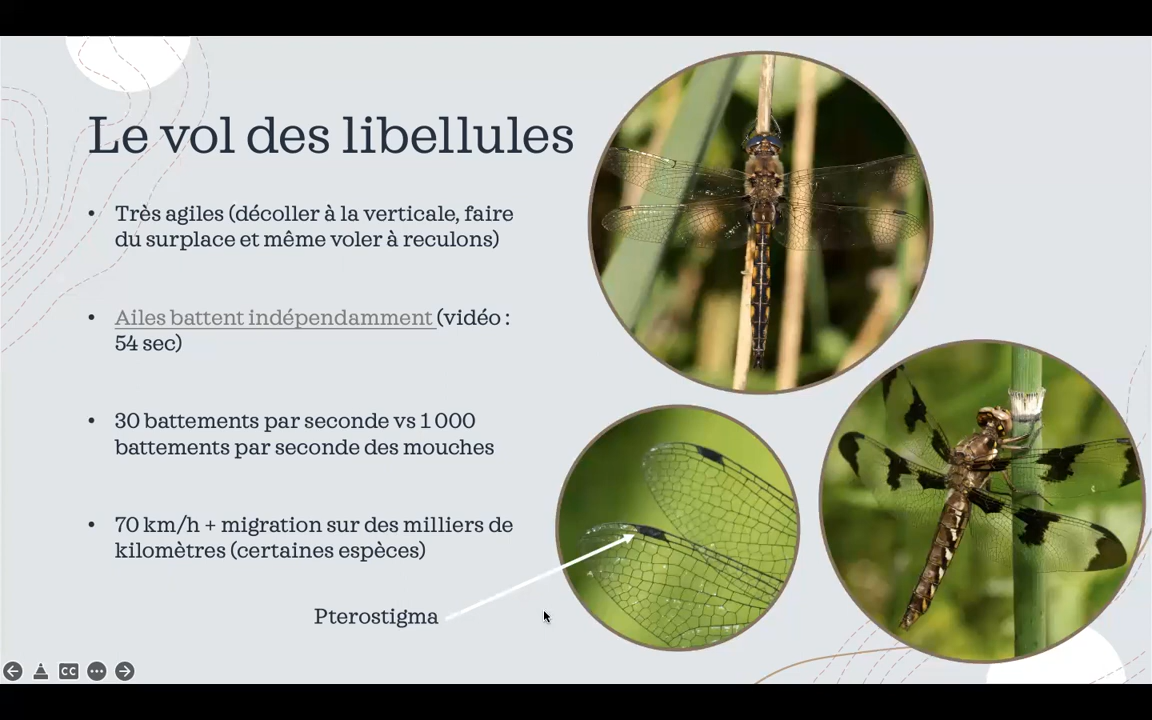 Le vol des libellules
• Très agiles (décoller à la verticale, faire
du surplace et même voler à reculons)
• Ailes battent indépendamment (vidéo :
54 sec)
• 30 battements par seconde vs 1 000
battements par seconde des mouches
• 70 km/h + migration sur des milliers de
kilomètres (certaines espèces)
Pterostigma
CC